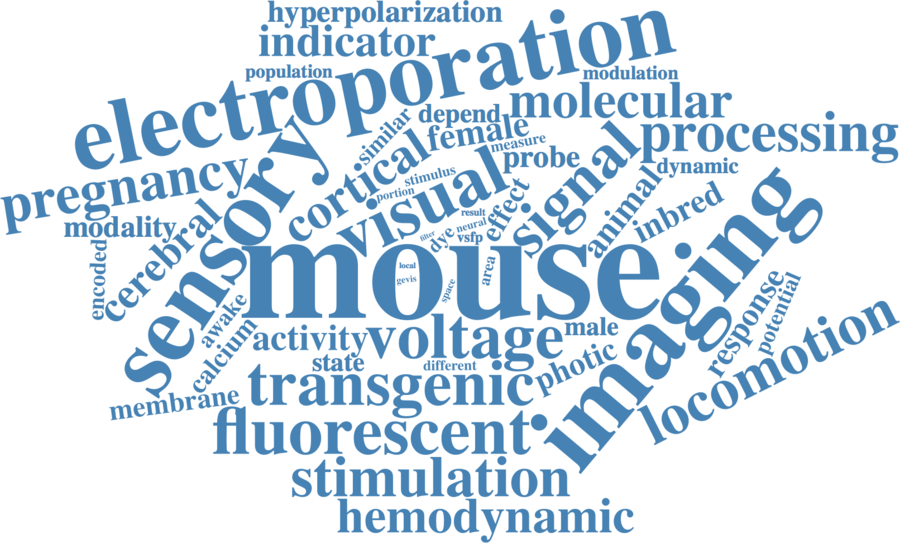 hyperpolarization
indicator
population
electroporation
modulation
depend
molecular
similar
female
measure
processing
sensory
cortical
probe
dynamic
pregnancy
stimulus
portion
visual
signal
animal
effect
inbred
modality
cerebral
encoded
result
neural
filter
dye
vsfp
mouse
local
gevis
space
area
imaging
awake
calcium
activity
voltage
male
response
potential
state
different
photic
locomotion
membrane
transgenic
fluorescent
stimulation
hemodynamic